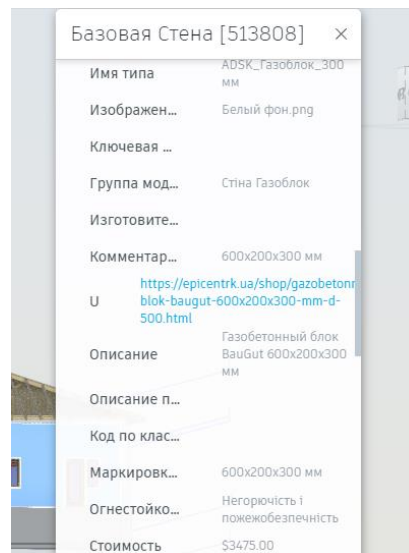 Базовая Стена [513808] ×
Имя типа
ADSK_Газоблок_300
мм
Изображен...
Белый фон.png
Ключевая ...
Группа мод...
Стіна Газоблок
Изготовите...
Комментар...
600x200x300 мм
U
https://epicentrk.ua/shop/gazobetonn
blok-baugut-600x200x300-mm-d-
500.html
Описание
Газобетонный блок
BauGut 600x200x300
мм
Описание п...
Код по клас...
Маркировк...
600x200x300 мм
Огнестойко...
Негорючість і
пожежобезпечність
Стоимость
$3475.00